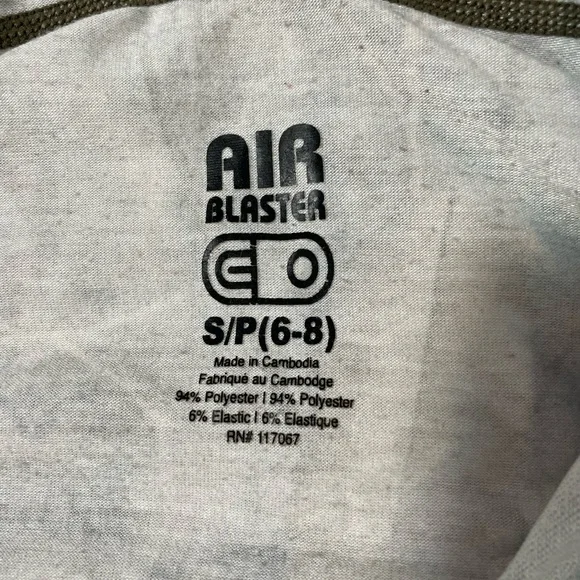 AIR
BLASTER
S/P(6-8)
Made in Cambodia
Fabriqué au Cambodge
94% Polyester | 94% Polyester
6% Elastic | 6% Elastique
RN# 117067